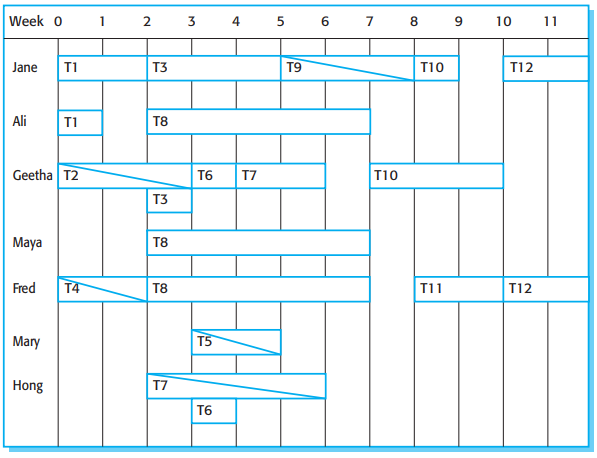 Week 0 1 2 3 4 5 6 7 8 9 10 11
Jane T1 T3 T9 T10 T12
Ali T1 T8
Geetha T2 T6 T7 T10
T3
Maya T8
Fred T4 T8 T11 T12
Mary T5
Hong T7
T6